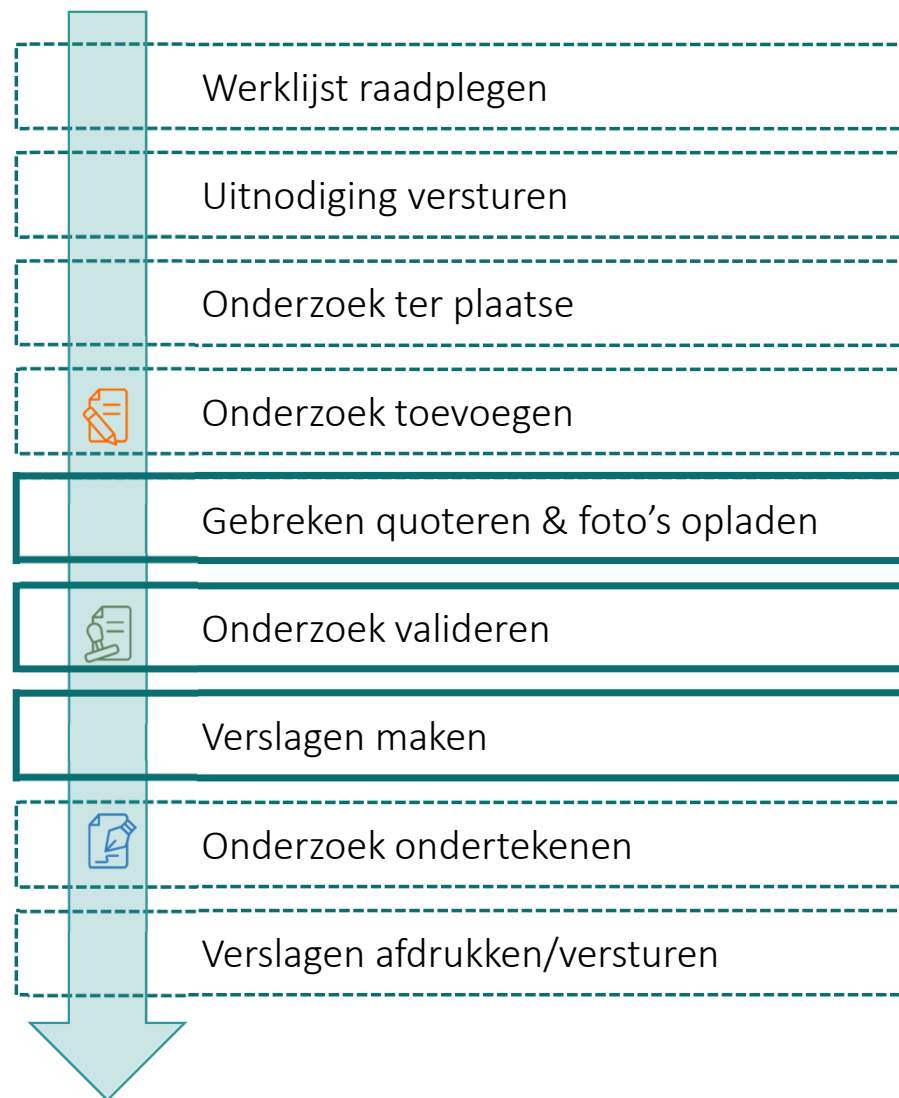 Werklijst raadplegen
Uitnodiging versturen
Onderzoek ter plaatse
Onderzoek toevoegen
Gebreken quoteren & foto’s opladen
Onderzoek valideren
Verslagen maken
Onderzoek ondertekenen
Verslagen afdrukken/versturen